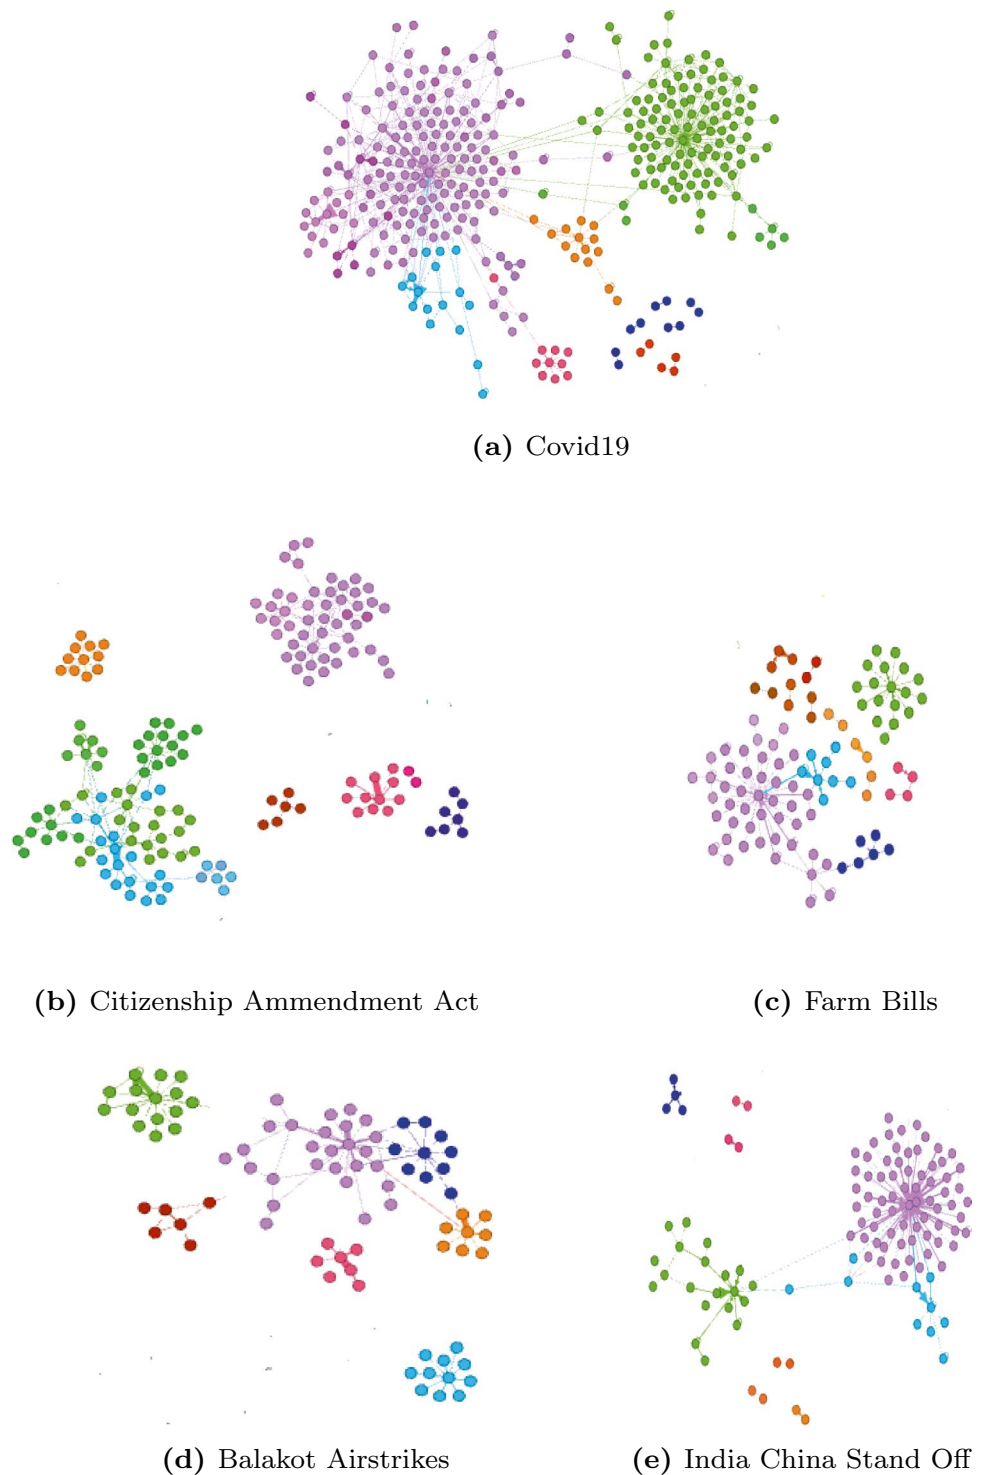 (a) Covid19
(b) Citizenship Ammendment Act
(c) Farm Bills
(d) Balakot Airstrikes
(e) India China Stand Off